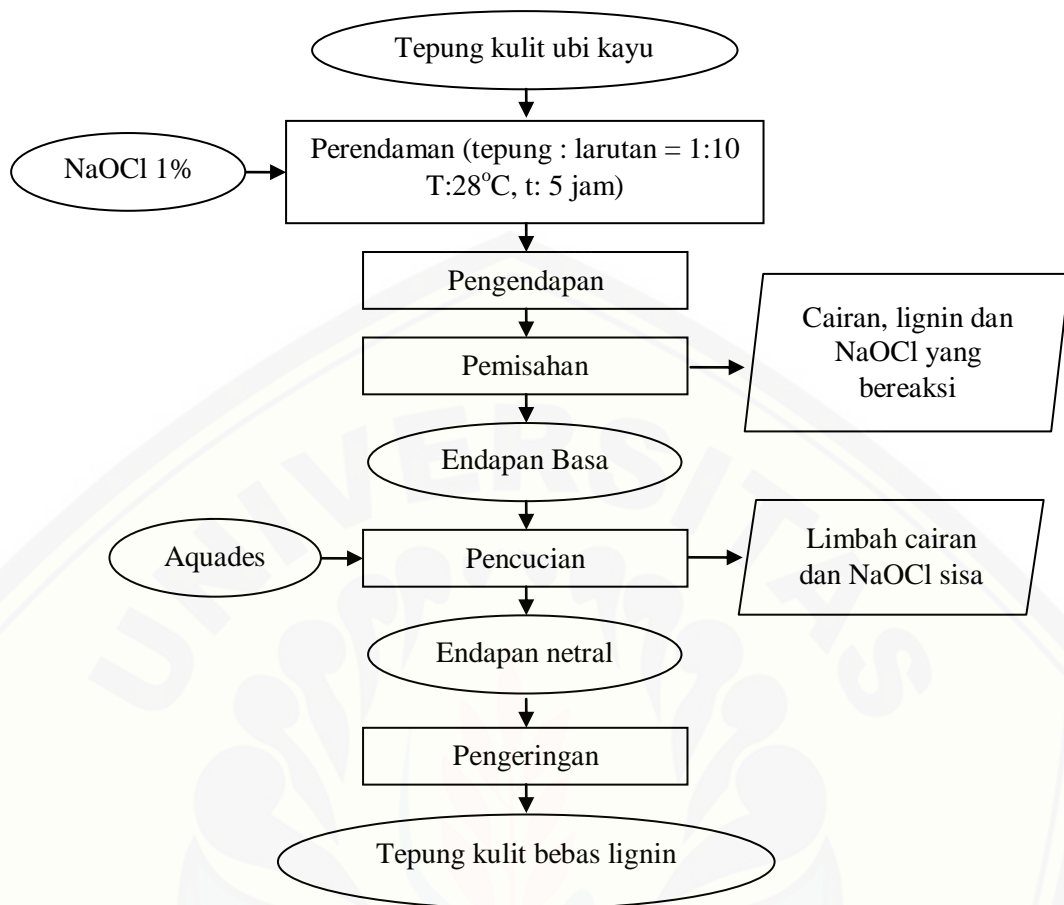 Tepung kulit ubi kayu
NaOCl 1%
Perendaman (tepung : larutan = 1:10
T:28°C, t: 5 jam)
Pengendapan
Pemisahan
Cairan, lignin dan
NaOCl yang
bereaksi
Endapan Basa
Aquades
Pencucian
Limbah cairan
dan NaOCl sisa
Endapan netral
Pengeringan
Tepung kulit bebas lignin
UNIVERSITAS